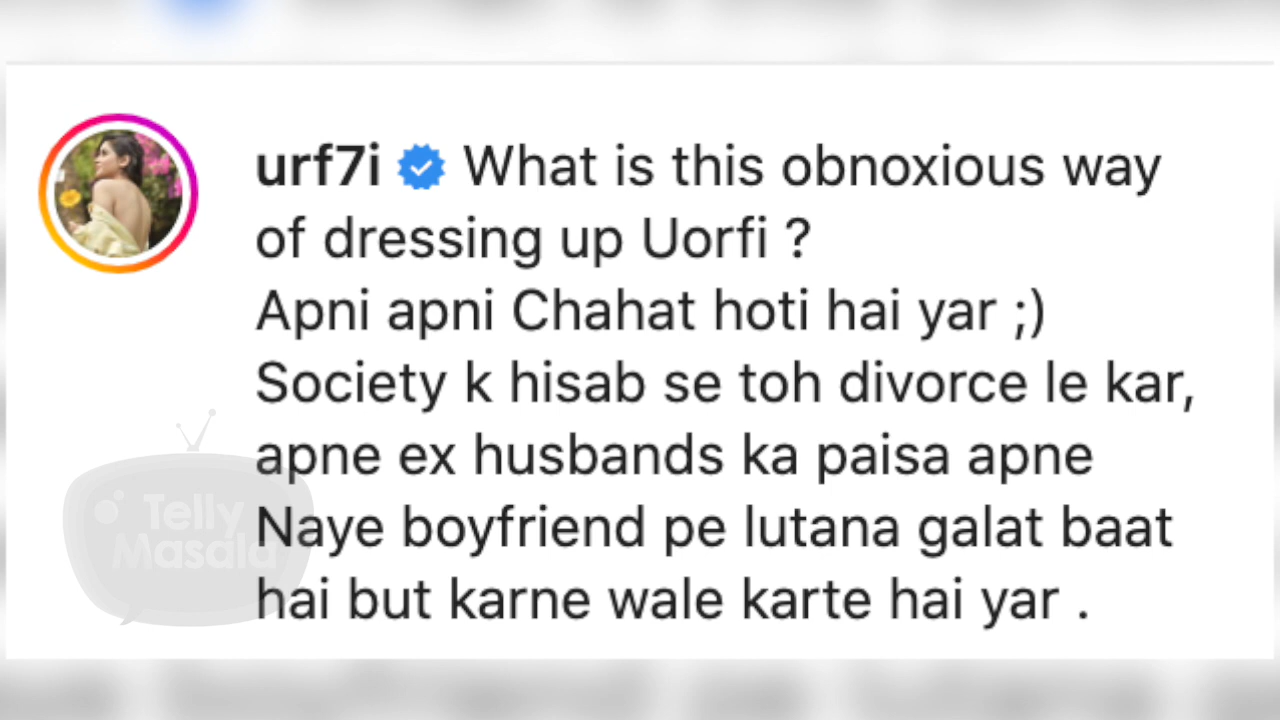 urf7i What is this obnoxious way
of dressing up Uorfi ?
Apni apni Chahat hoti hai yar ;)
Society k hisab se toh divorce le kar,
apne ex husbands ka paisa apne
Naye boyfriend pe lutana galat baat
hai but karne wale karte hai yar .
Telly
Masala